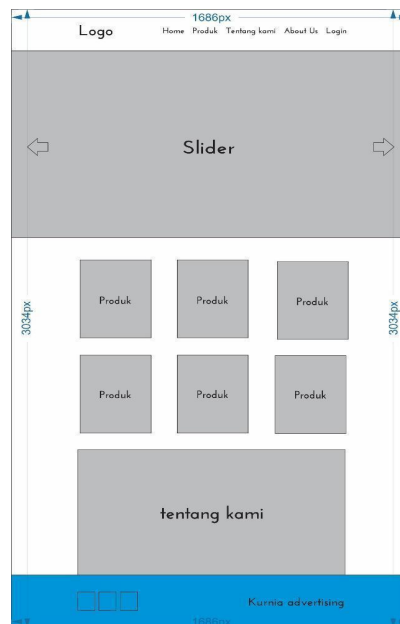 1686px
Logo
Home Produk Tentang kami About Us Login
Slider
3034px
3034px
Produk
Produk
Produk
Produk
Produk
Produk
tentang kami
Kurnia advertising
1686px